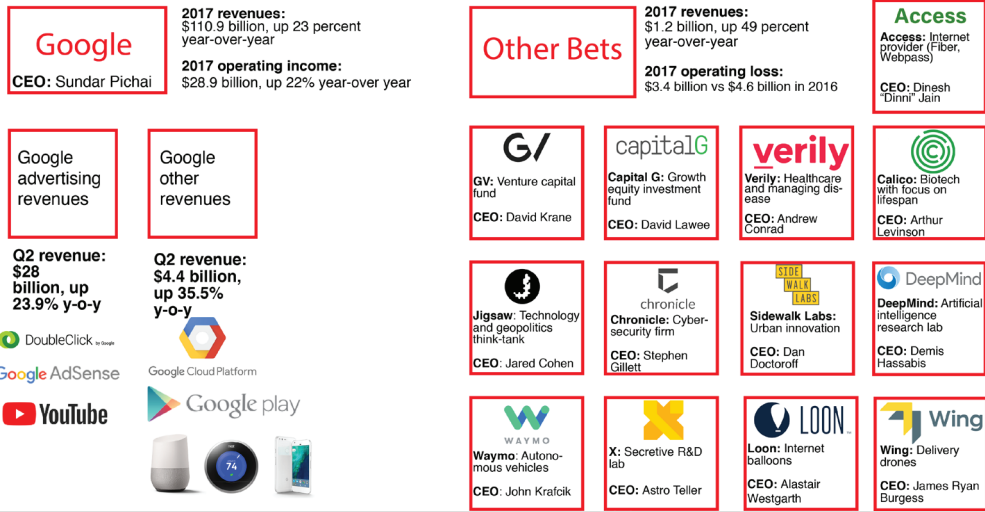 Google
CEO: Sundar Pichai
2017 revenues:
$110.9 billion, up 23 percent
year-over-year
2017 operating income:
$28.9 billion, up 22% year-over year
Google
advertising
revenues
Q2 revenue:
$28
billion, up
23.9% y-o-y
DoubleClick by Google
Google AdSense
YouTube
Google
other
revenues
Q2 revenue:
$4.4 billion,
up 35.5%
y-o-y
Google Cloud Platform
Google play
74
Other Bets
2017 revenues:
$1.2 billion, up 49 percent
year-over-year
2017 operating loss:
$3.4 billion vs $4.6 billion in 2016
Access
Access: Internet
provider (Fiber,
Webpass)
CEO: Dinesh
“Dinni” Jain
GV
GV: Venture capital
fund
CEO: David Krane
capitalG
Capital G: Growth
equity investment
fund
CEO: David Lawee
verily
Verily: Healthcare
and managing dis-
ease
CEO: Andrew
Conrad
Calico: Biotech
with focus on
lifespan
CEO: Arthur
Levinson
Jigsaw: Technology
and geopolitics
think-tank
CEO: Jared Cohen
chronicle
Chronicle: Cyber-
security firm
CEO: Stephen
Gillett
SIDE
WALK
LABS
Sidewalk Labs:
Urban innovation
CEO: Dan
Doctoroff
DeepMind
DeepMind: Artificial
intelligence
research lab
CEO: Demis
Hassabis
WAYMO
Waymo: Autono-
mous vehicles
CEO: John Krafcik
X: Secretive R&D
lab
CEO: Astro Teller
LOON
Loon: Internet
balloons
CEO: Alastair
Westgarth
Wing
Wing: Delivery
drones
CEO: James Ryan
Burgess